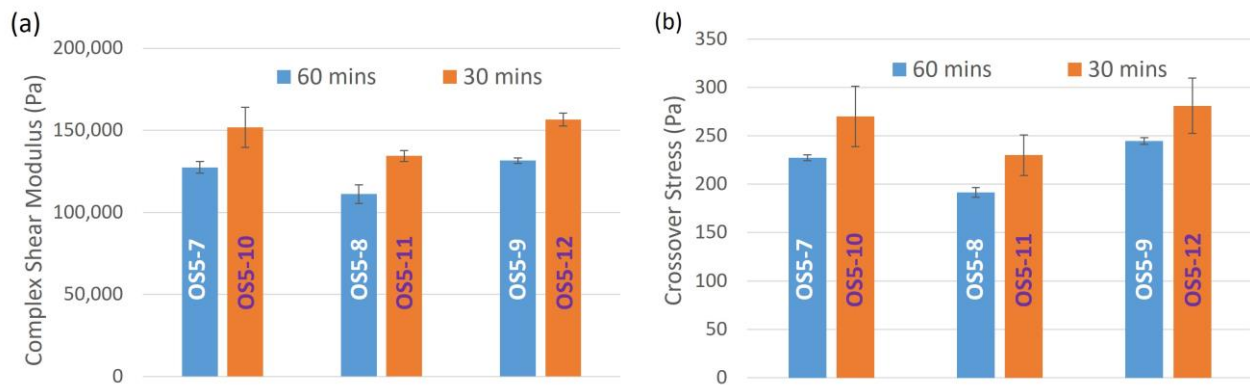 (a)
Complex Shear Modulus (Pa)
200,000
150,000
100,000
50,000
0
60 mins
30 mins
OS5-7
OS5-10
OS5-8
OS5-11
OS5-9
OS5-12
(b)
Crossover Stress (Pa)
350
300
250
200
150
100
50
0
60 mins
30 mins
OS5-7
OS5-10
OS5-8
OS5-11
OS5-9
OS5-12